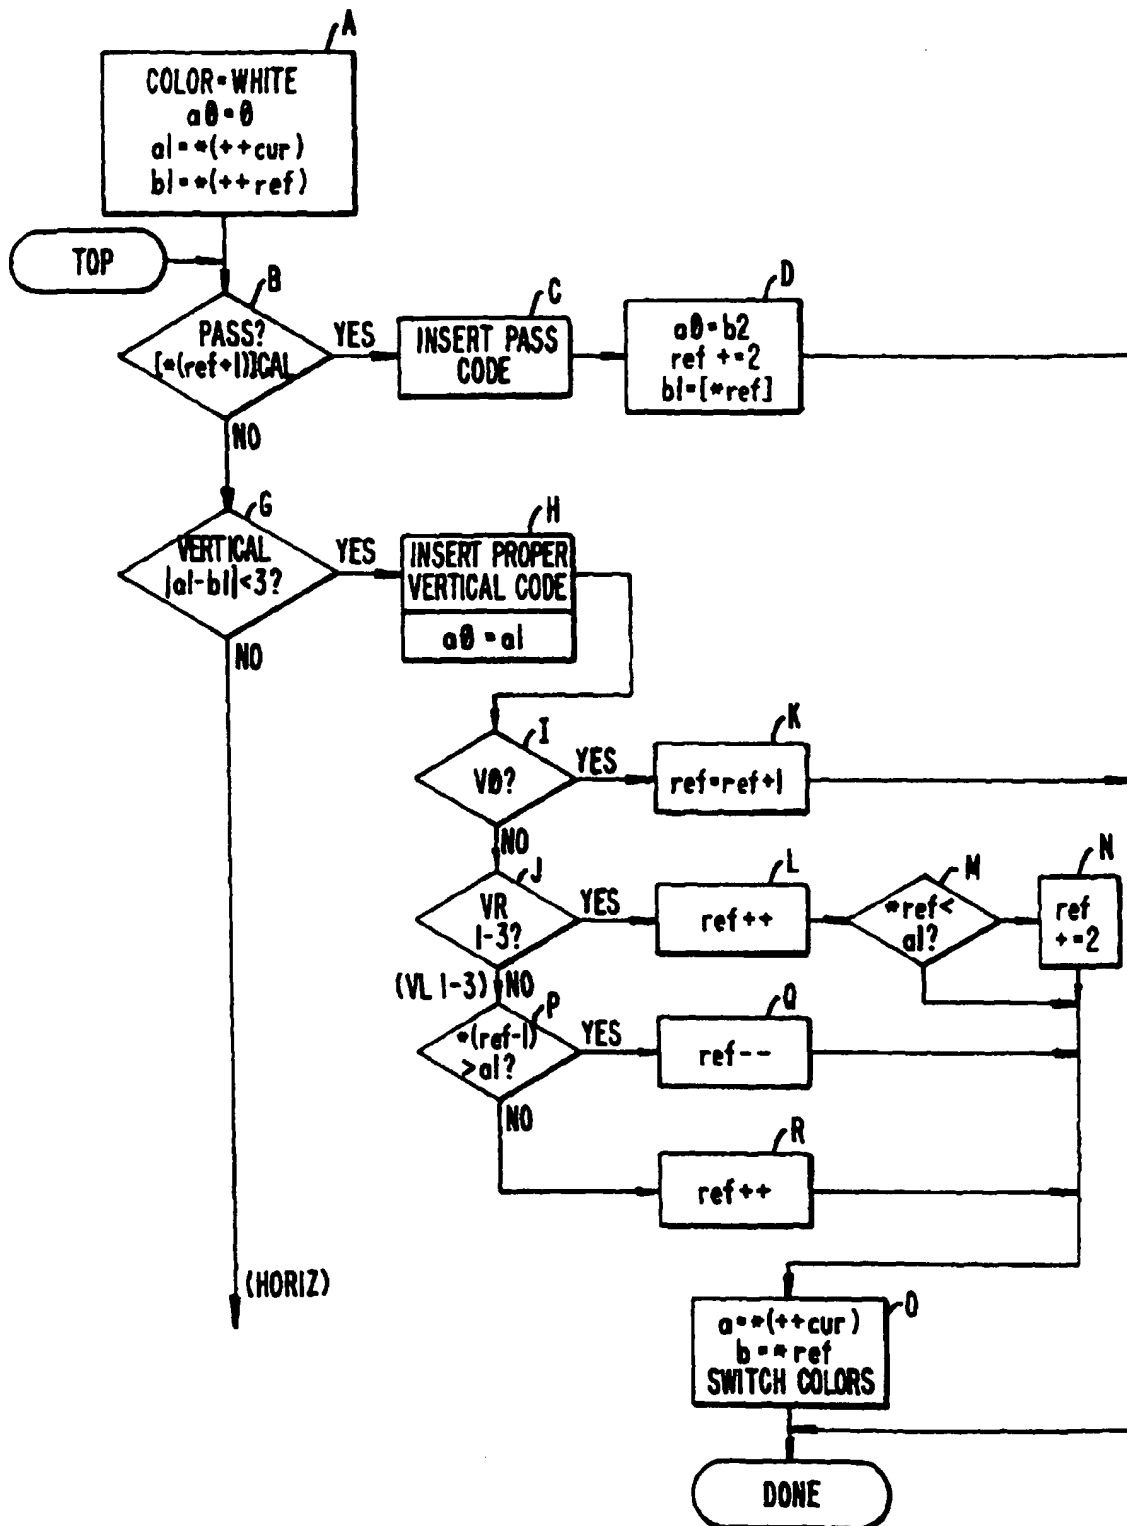 A
COLOR=WHITE
a0=0
a1=*(++cur)
b1=*(++ref)
TOP
B
PASS?
[*(ref+1)]CAL
YES
C
INSERT PASS
CODE
D
a0=b2
ref +=2
b1=[*ref]
NO
G
VERTICAL
|a1-b1|<3?
YES
H
INSERT PROPER
VERTICAL CODE
a0 = a1
NO
I
V0?
YES
K
ref=ref+1
NO
J
VR
1-3?
YES
L
ref++
M
*ref<
a1?
N
ref
+=2
(VL 1-3)
NO
P
*(ref-1)
>a1?
YES
Q
ref--
NO
R
ref++
(HORIZ)
O
a=*(++cur)
b=*ref
SWITCH COLORS
DONE